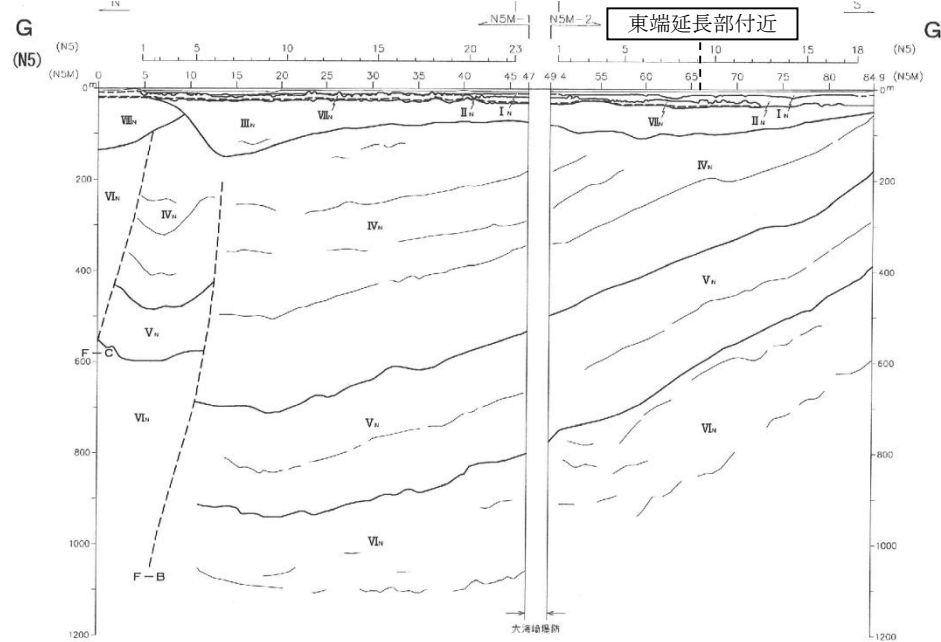 N N5M-1 N5M-2 S
東端延長部付近
G G
(N5) 1 5 10 15 20 23 1 5 10 15 18 (N5)
(N5M) 0 5 10 15 20 25 30 35 40 45 47 49.4 55 60 65 70 75 80 84.9 (N5M)
0m 0m
VIIIN IIIN VIIN IIN IN VIIN IIN IN
200 200
VIN IVN IVN IVN
400 400
VN VN
F-C
600 600
VIN VN VIN
800 800
VIN
1000 1000
F-B
1200 1200
大海崎堤防